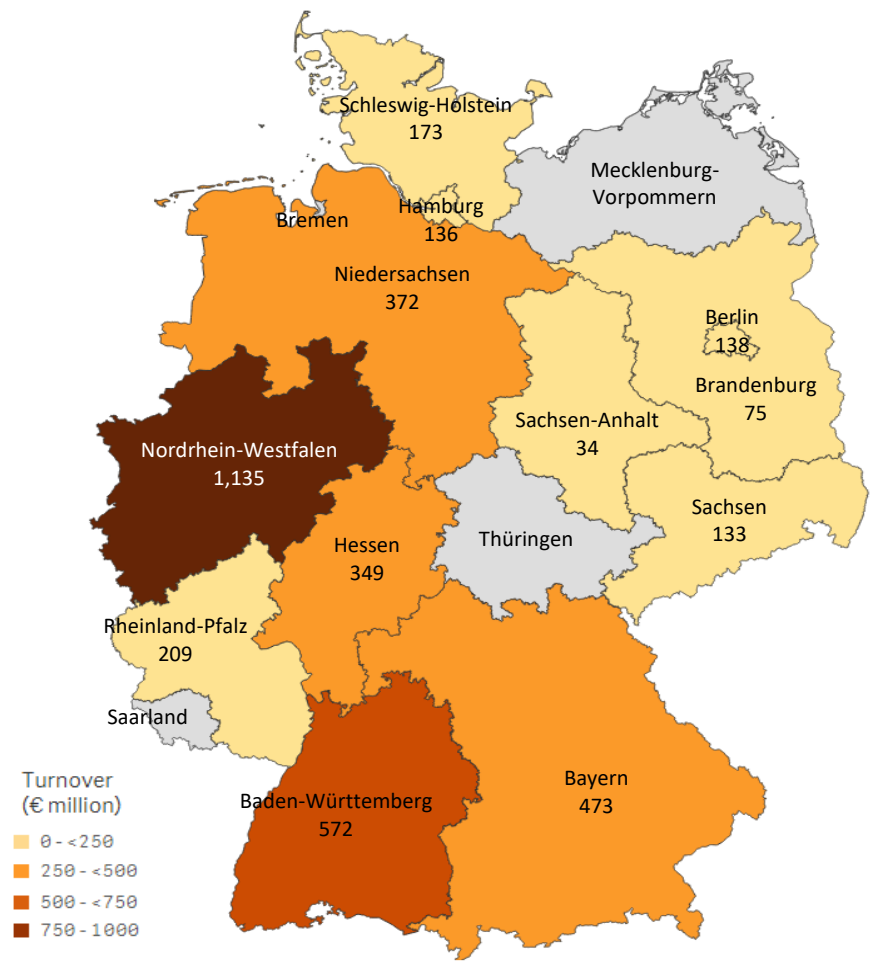 Schleswig-Holstein
173
Mecklenburg-
Vorpommern
Hamburg
136
Bremen
Niedersachsen
372
Berlin
138
Brandenburg
75
Sachsen-Anhalt
34
Nordrhein-Westfalen
1,135
Sachsen
133
Hessen
349
Thüringen
Rheinland-Pfalz
209
Saarland
Bayern
473
Baden-Württemberg
572
Turnover
(€ million)
0-<250
250-<500
500-<750
750-1000